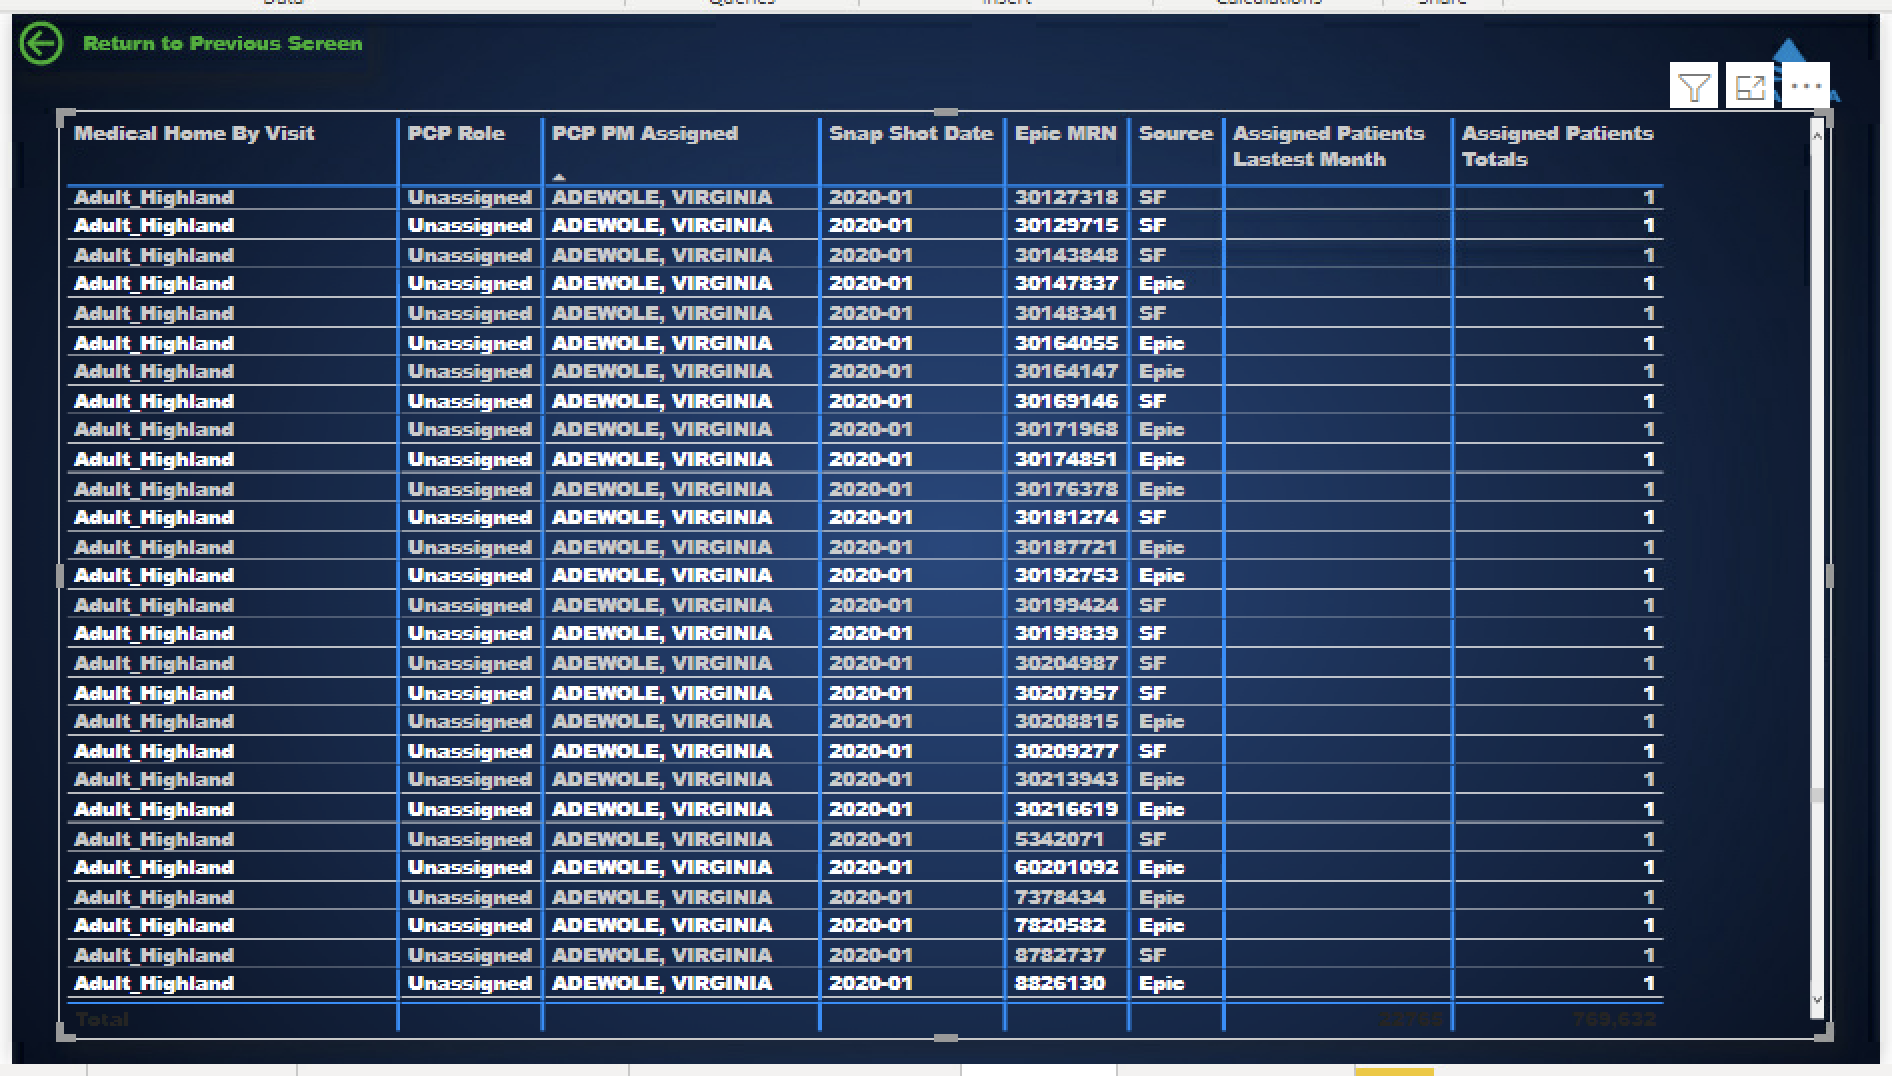 Return to Previous Screen
Medical Home By Visit PCP Role PCP PM Assigned Snap Shot Date Epic MRN Source Assigned Patients Lastest Month Assigned Patients Totals
Adult_Highland Unassigned ADEWOLE, VIRGINIA 2020-01 30127318 SF 1
Adult_Highland Unassigned ADEWOLE, VIRGINIA 2020-01 30129715 SF 1
Adult_Highland Unassigned ADEWOLE, VIRGINIA 2020-01 30143848 SF 1
Adult_Highland Unassigned ADEWOLE, VIRGINIA 2020-01 30147837 Epic 1
Adult_Highland Unassigned ADEWOLE, VIRGINIA 2020-01 30148341 SF 1
Adult_Highland Unassigned ADEWOLE, VIRGINIA 2020-01 30164055 Epic 1
Adult_Highland Unassigned ADEWOLE, VIRGINIA 2020-01 30164147 Epic 1
Adult_Highland Unassigned ADEWOLE, VIRGINIA 2020-01 30169146 SF 1
Adult_Highland Unassigned ADEWOLE, VIRGINIA 2020-01 30171968 Epic 1
Adult_Highland Unassigned ADEWOLE, VIRGINIA 2020-01 30174851 Epic 1
Adult_Highland Unassigned ADEWOLE, VIRGINIA 2020-01 30176378 Epic 1
Adult_Highland Unassigned ADEWOLE, VIRGINIA 2020-01 30181274 SF 1
Adult_Highland Unassigned ADEWOLE, VIRGINIA 2020-01 30187721 Epic 1
Adult_Highland Unassigned ADEWOLE, VIRGINIA 2020-01 30192753 Epic 1
Adult_Highland Unassigned ADEWOLE, VIRGINIA 2020-01 30199424 SF 1
Adult_Highland Unassigned ADEWOLE, VIRGINIA 2020-01 30199839 SF 1
Adult_Highland Unassigned ADEWOLE, VIRGINIA 2020-01 30204987 SF 1
Adult_Highland Unassigned ADEWOLE, VIRGINIA 2020-01 30207957 SF 1
Adult_Highland Unassigned ADEWOLE, VIRGINIA 2020-01 30208815 Epic 1
Adult_Highland Unassigned ADEWOLE, VIRGINIA 2020-01 30209277 SF 1
Adult_Highland Unassigned ADEWOLE, VIRGINIA 2020-01 30213943 Epic 1
Adult_Highland Unassigned ADEWOLE, VIRGINIA 2020-01 30216619 Epic 1
Adult_Highland Unassigned ADEWOLE, VIRGINIA 2020-01 5342071 SF 1
Adult_Highland Unassigned ADEWOLE, VIRGINIA 2020-01 60201092 Epic 1
Adult_Highland Unassigned ADEWOLE, VIRGINIA 2020-01 7378434 Epic 1
Adult_Highland Unassigned ADEWOLE, VIRGINIA 2020-01 7820582 Epic 1
Adult_Highland Unassigned ADEWOLE, VIRGINIA 2020-01 8782737 SF 1
Adult_Highland Unassigned ADEWOLE, VIRGINIA 2020-01 8826130 Epic 1
Total 769,632